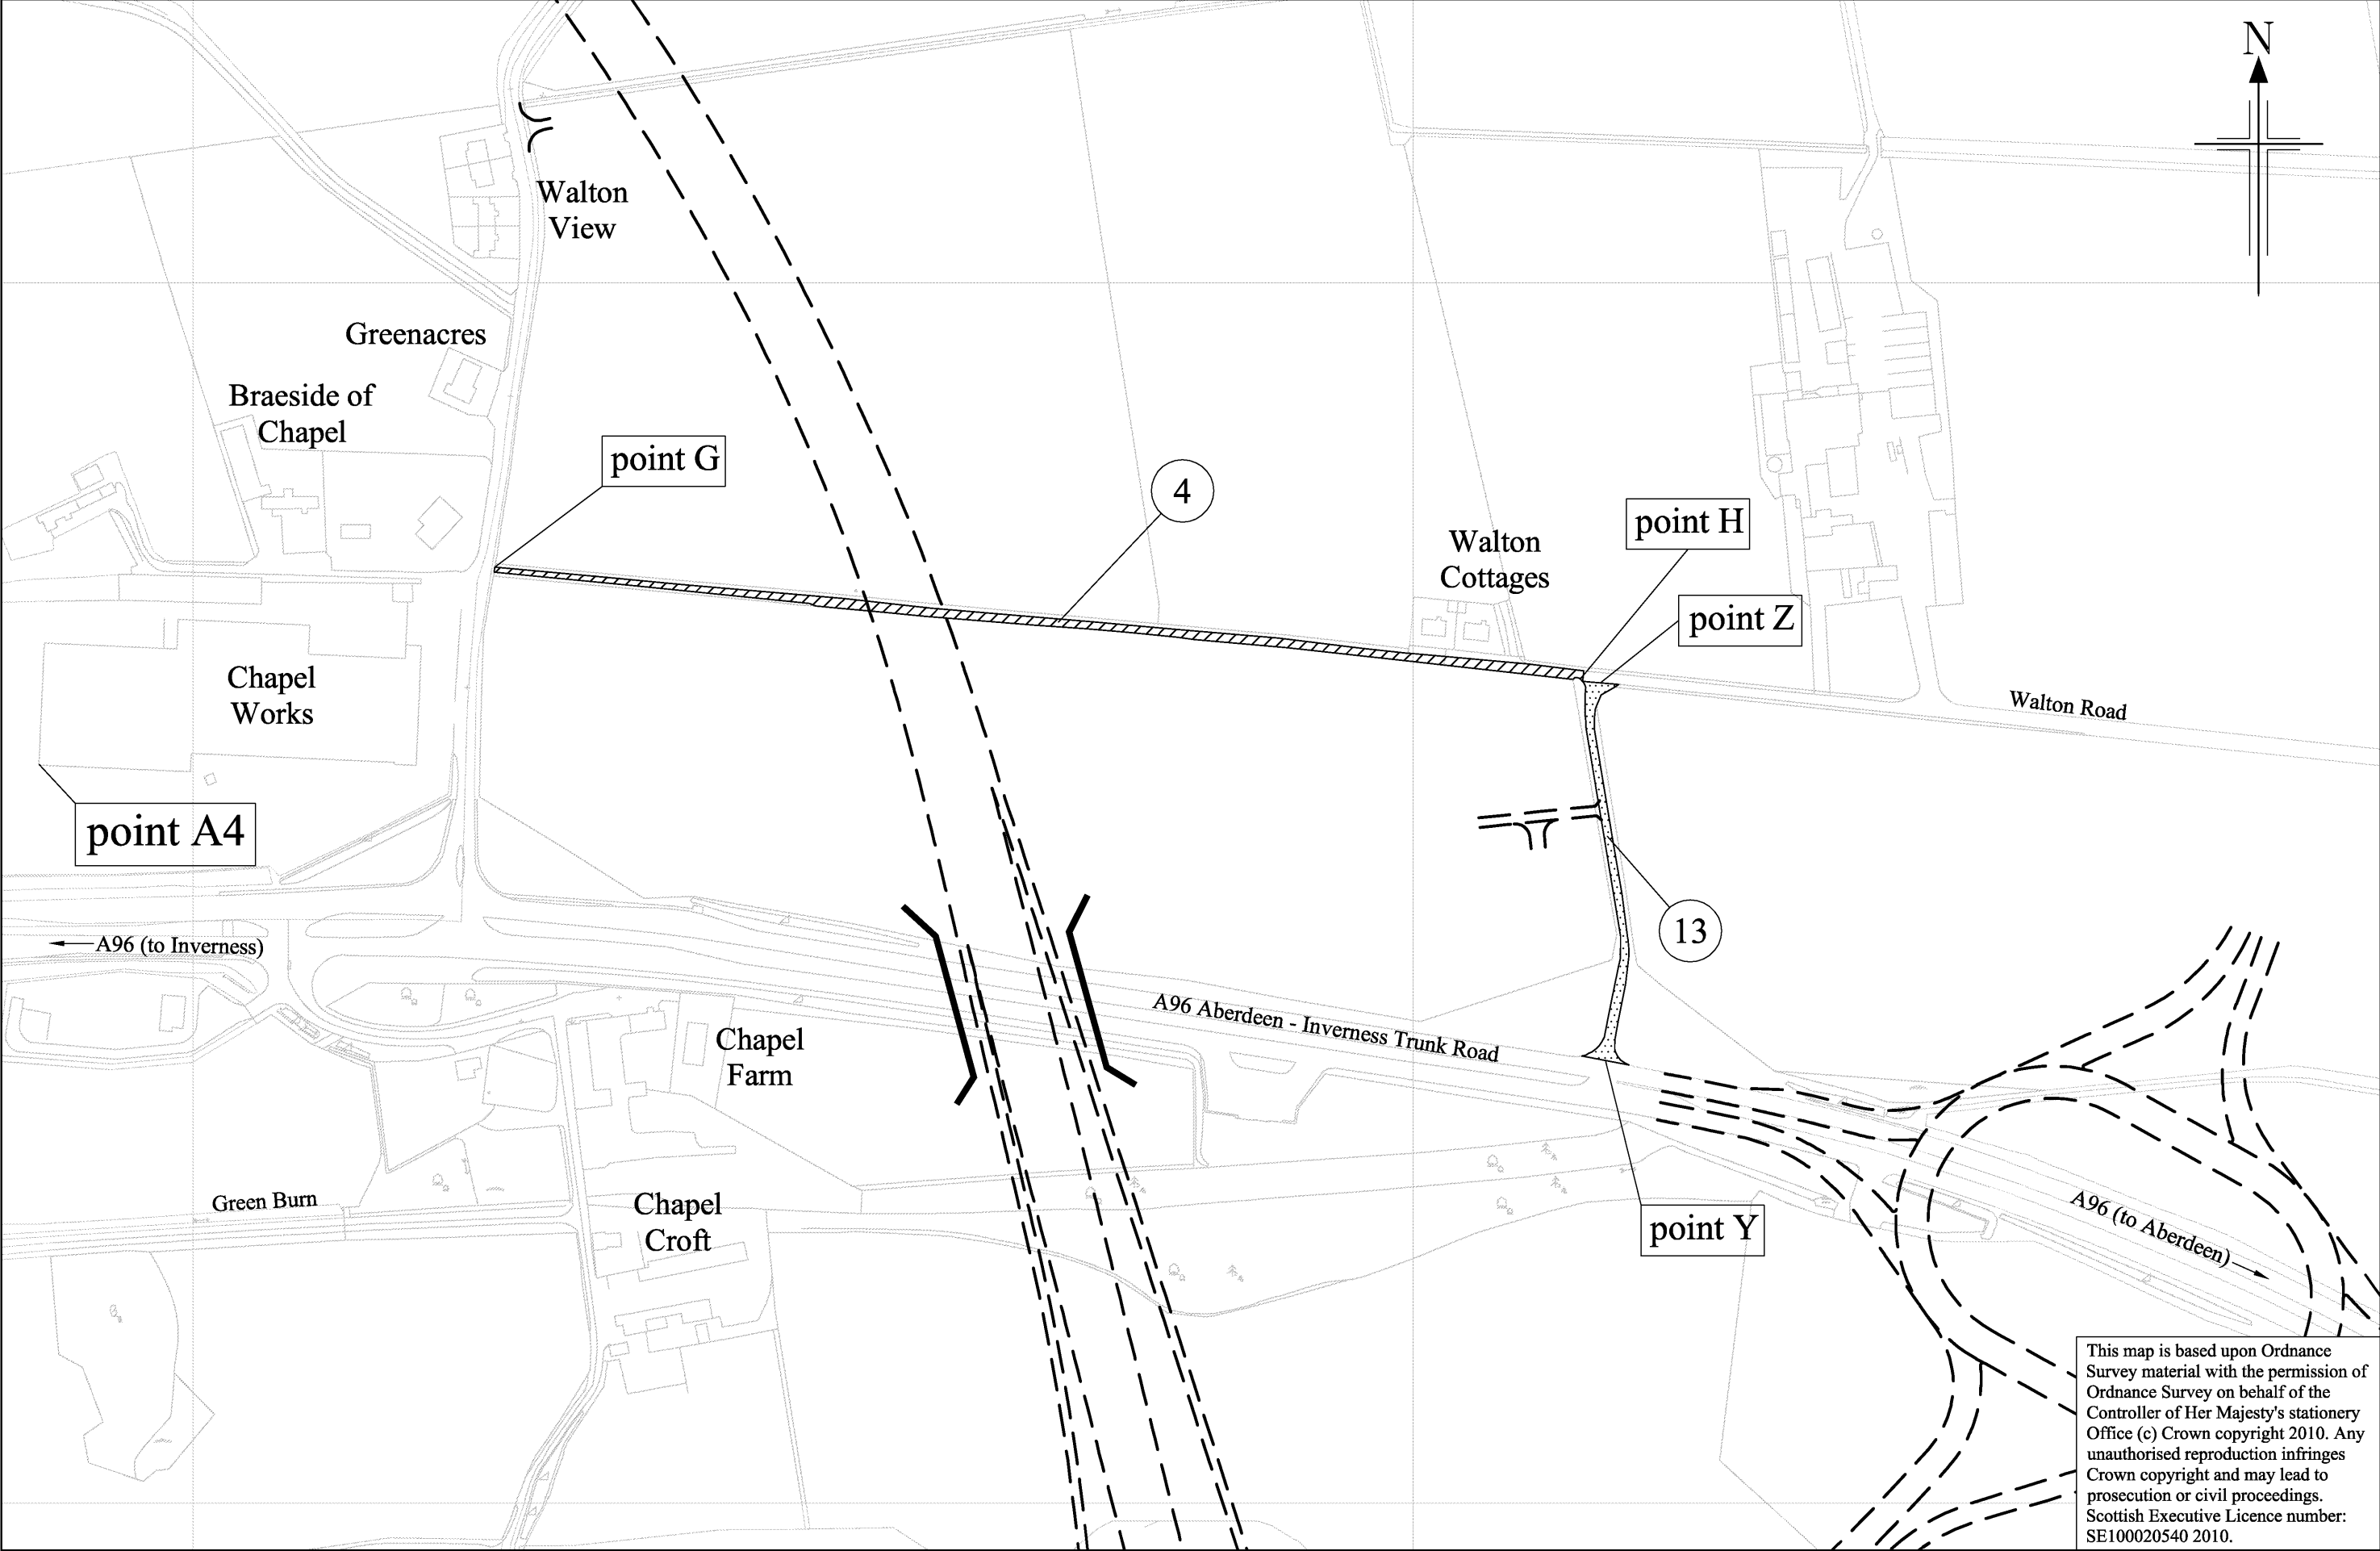 N
Walton
View
Greenacres
Braeside of
Chapel
point G
4
Walton
Cottages
point H
point Z
Walton Road
Chapel
Works
point A4
13
A96 (to Inverness)
A96 Aberdeen - Inverness Trunk Road
Chapel
Farm
Green Burn
Chapel
Croft
point Y
A96 (to Aberdeen)
This map is based upon Ordnance
Survey material with the permission of
Ordnance Survey on behalf of the
Controller of Her Majesty's stationery
Office (c) Crown copyright 2010. Any
unauthorised reproduction infringes
Crown copyright and may lead to
prosecution or civil proceedings.
Scottish Executive Licence number:
SE100020540 2010.